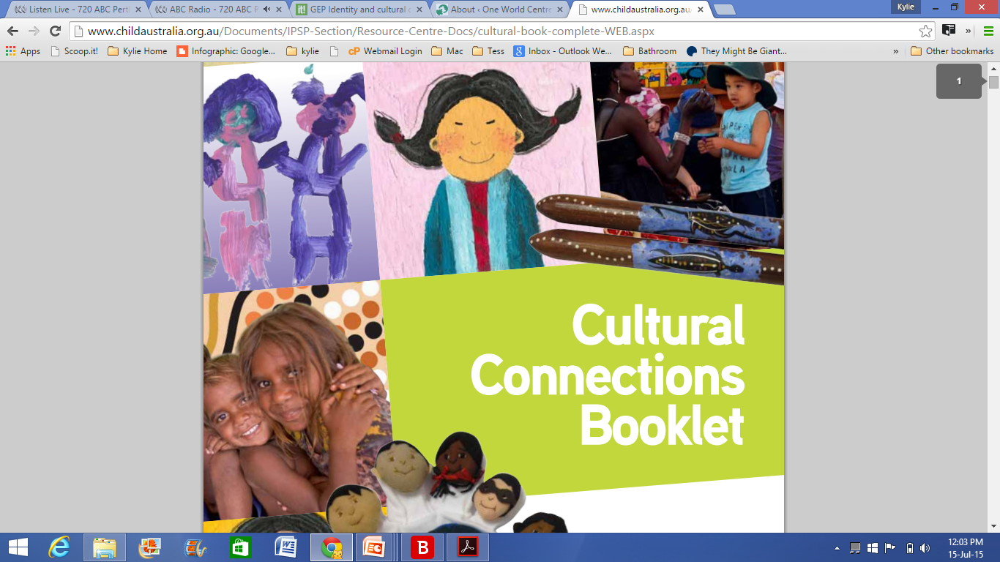 Listen Live - 720 ABC Pert
ABC Radio - 720 ABC P
GEP Identity and cultural e
About ‹ One World Centre
www.childaustralia.org.au/
Kylie
www.childaustralia.org.au/Documents/IPSP-Section/Resource-Centre-Docs/cultural-book-complete-WEB.aspx
Apps
Scoop.it!
Kylie Home
Infographic: Google...
kylie
Webmail Login
Mac
Tess
Inbox - Outlook We...
Bathroom
They Might Be Giant...
»
Other bookmarks
1
Cultural
Connections
Booklet
12:03 PM
15-Jul-15